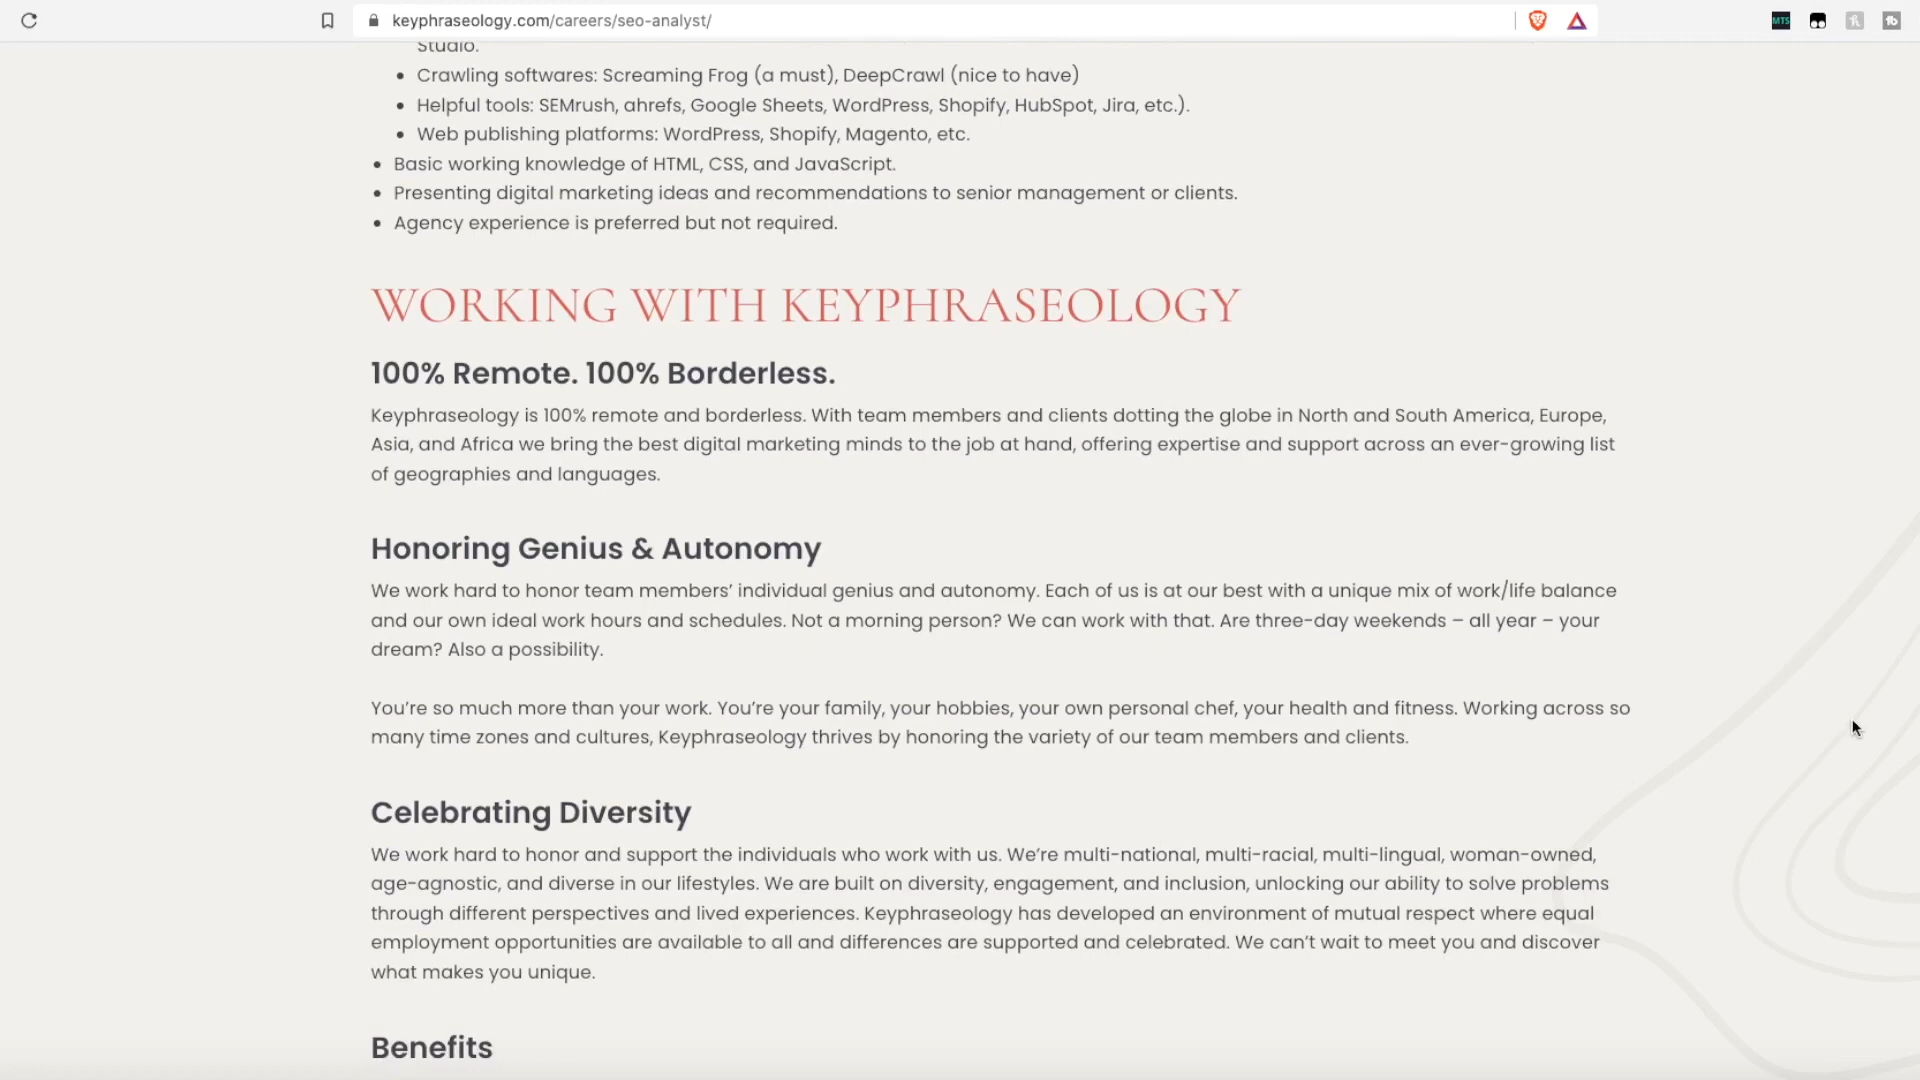 keyphraseology.com/careers/seo-analyst/
MTS
Studio.
Crawling softwares: Screaming Frog (a must), DeepCrawl (nice to have)
Helpful tools: SEMrush, ahrefs, Google Sheets, WordPress, Shopify, HubSpot, Jira, etc.).
Web publishing platforms: WordPress, Shopify, Magento, etc.
Basic working knowledge of HTML, CSS, and JavaScript.
Presenting digital marketing ideas and recommendations to senior management or clients.
Agency experience is preferred but not required.
WORKING WITH KEYPHRASEOLOGY
100% Remote. 100% Borderless.
Keyphraseology is 100% remote and borderless. With team members and clients dotting the globe in North and South America, Europe,
Asia, and Africa we bring the best digital marketing minds to the job at hand, offering expertise and support across an ever-growing list
of geographies and languages.
Honoring Genius & Autonomy
We work hard to honor team members’ individual genius and autonomy. Each of us is at our best with a unique mix of work/life balance
and our own ideal work hours and schedules. Not a morning person? We can work with that. Are three-day weekends – all year – your
dream? Also a possibility.
You’re so much more than your work. You’re your family, your hobbies, your own personal chef, your health and fitness. Working across so
many time zones and cultures, Keyphraseology thrives by honoring the variety of our team members and clients.
Celebrating Diversity
We work hard to honor and support the individuals who work with us. We’re multi-national, multi-racial, multi-lingual, woman-owned,
age-agnostic, and diverse in our lifestyles. We are built on diversity, engagement, and inclusion, unlocking our ability to solve problems
through different perspectives and lived experiences. Keyphraseology has developed an environment of mutual respect where equal
employment opportunities are available to all and differences are supported and celebrated. We can’t wait to meet you and discover
what makes you unique.
Benefits